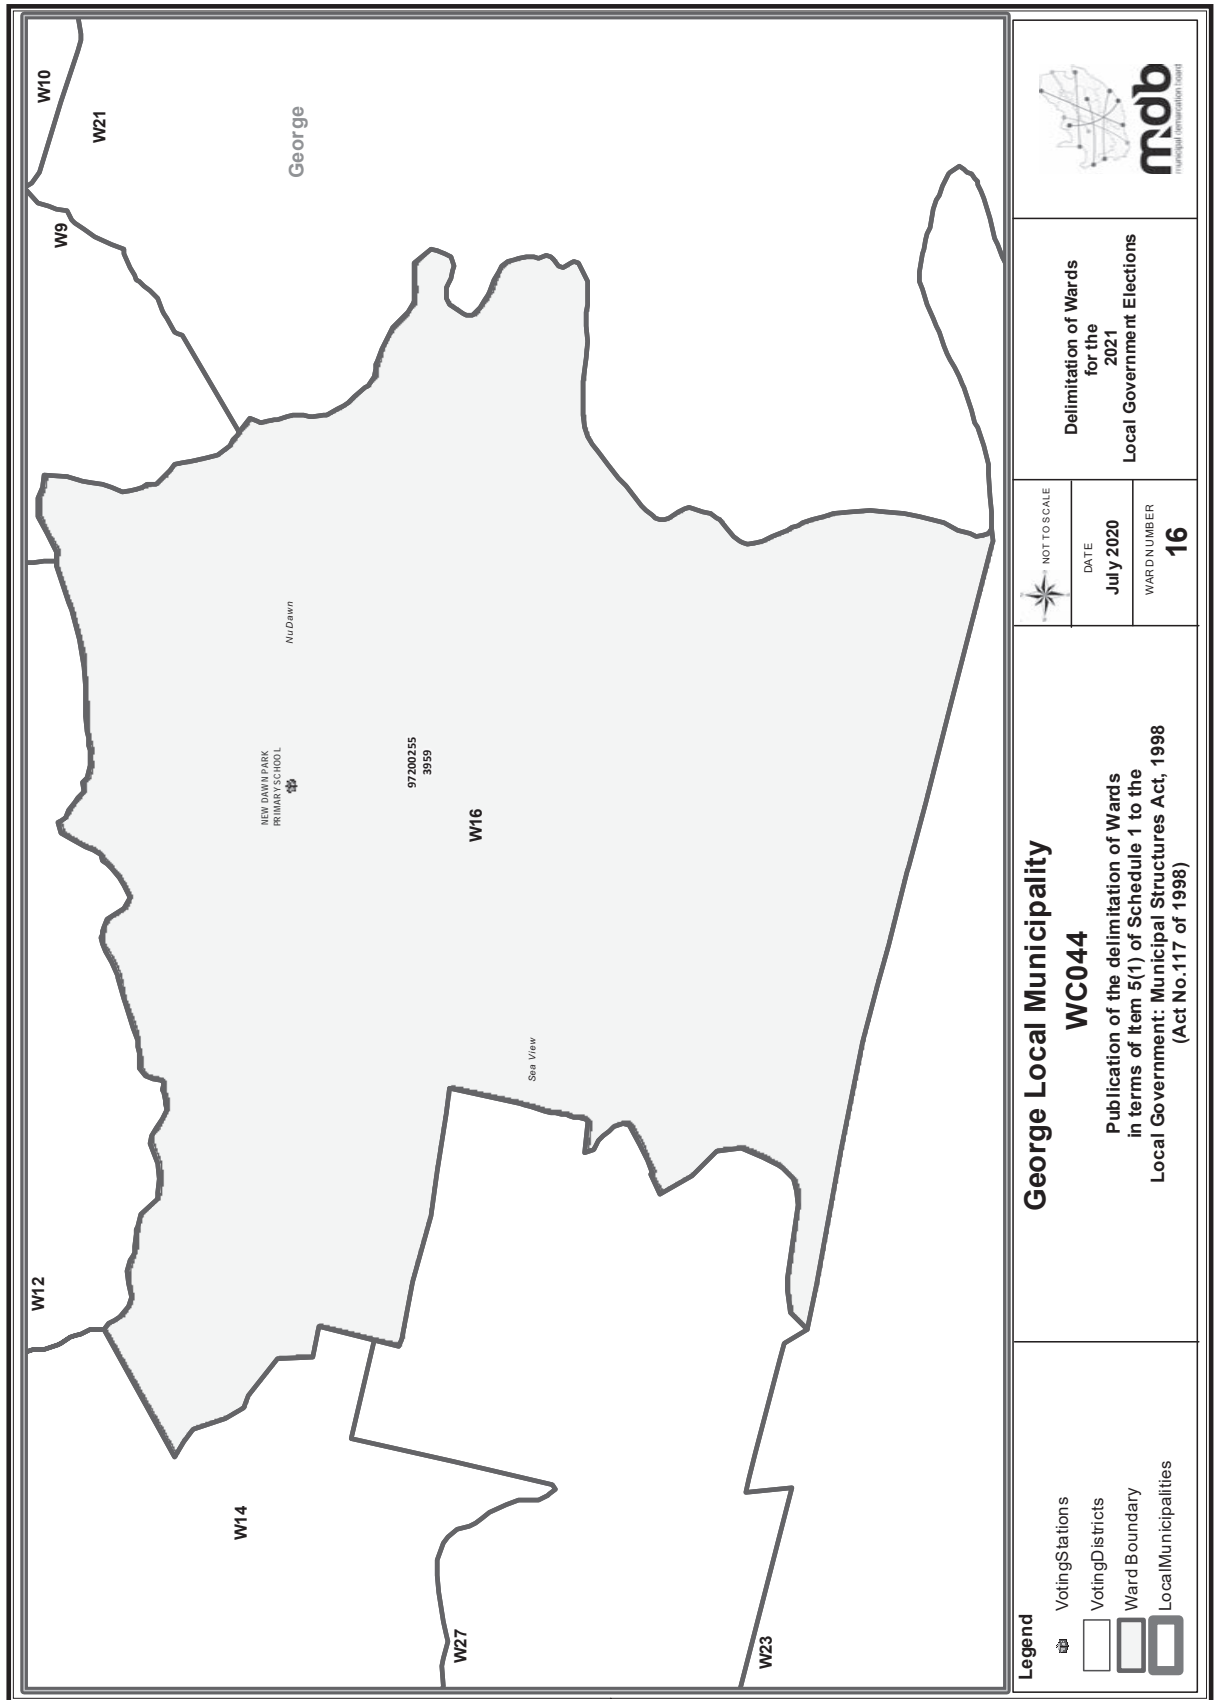 W10
W21
W9
George
W12
NEW DAWN PARK
PRIMARY SCHOOL
NuDawn
97200255
3959
W16
Sea View
W14
W27
W23
Legend
VotingStations
VotingDistricts
Ward Boundary
LocalMunicipalities
George Local Municipality
WC044
Publication of the delimitation of Wards
in terms of Item 5(1) of Schedule 1 to the
Local Government: Municipal Structures Act, 1998
(Act No.117 of 1998)
NOT TO SCALE
DATE
July 2020
WARD NUMBER
16
Delimitation of Wards
for the
2021
Local Government Elections
mdb
municipal demarcation board